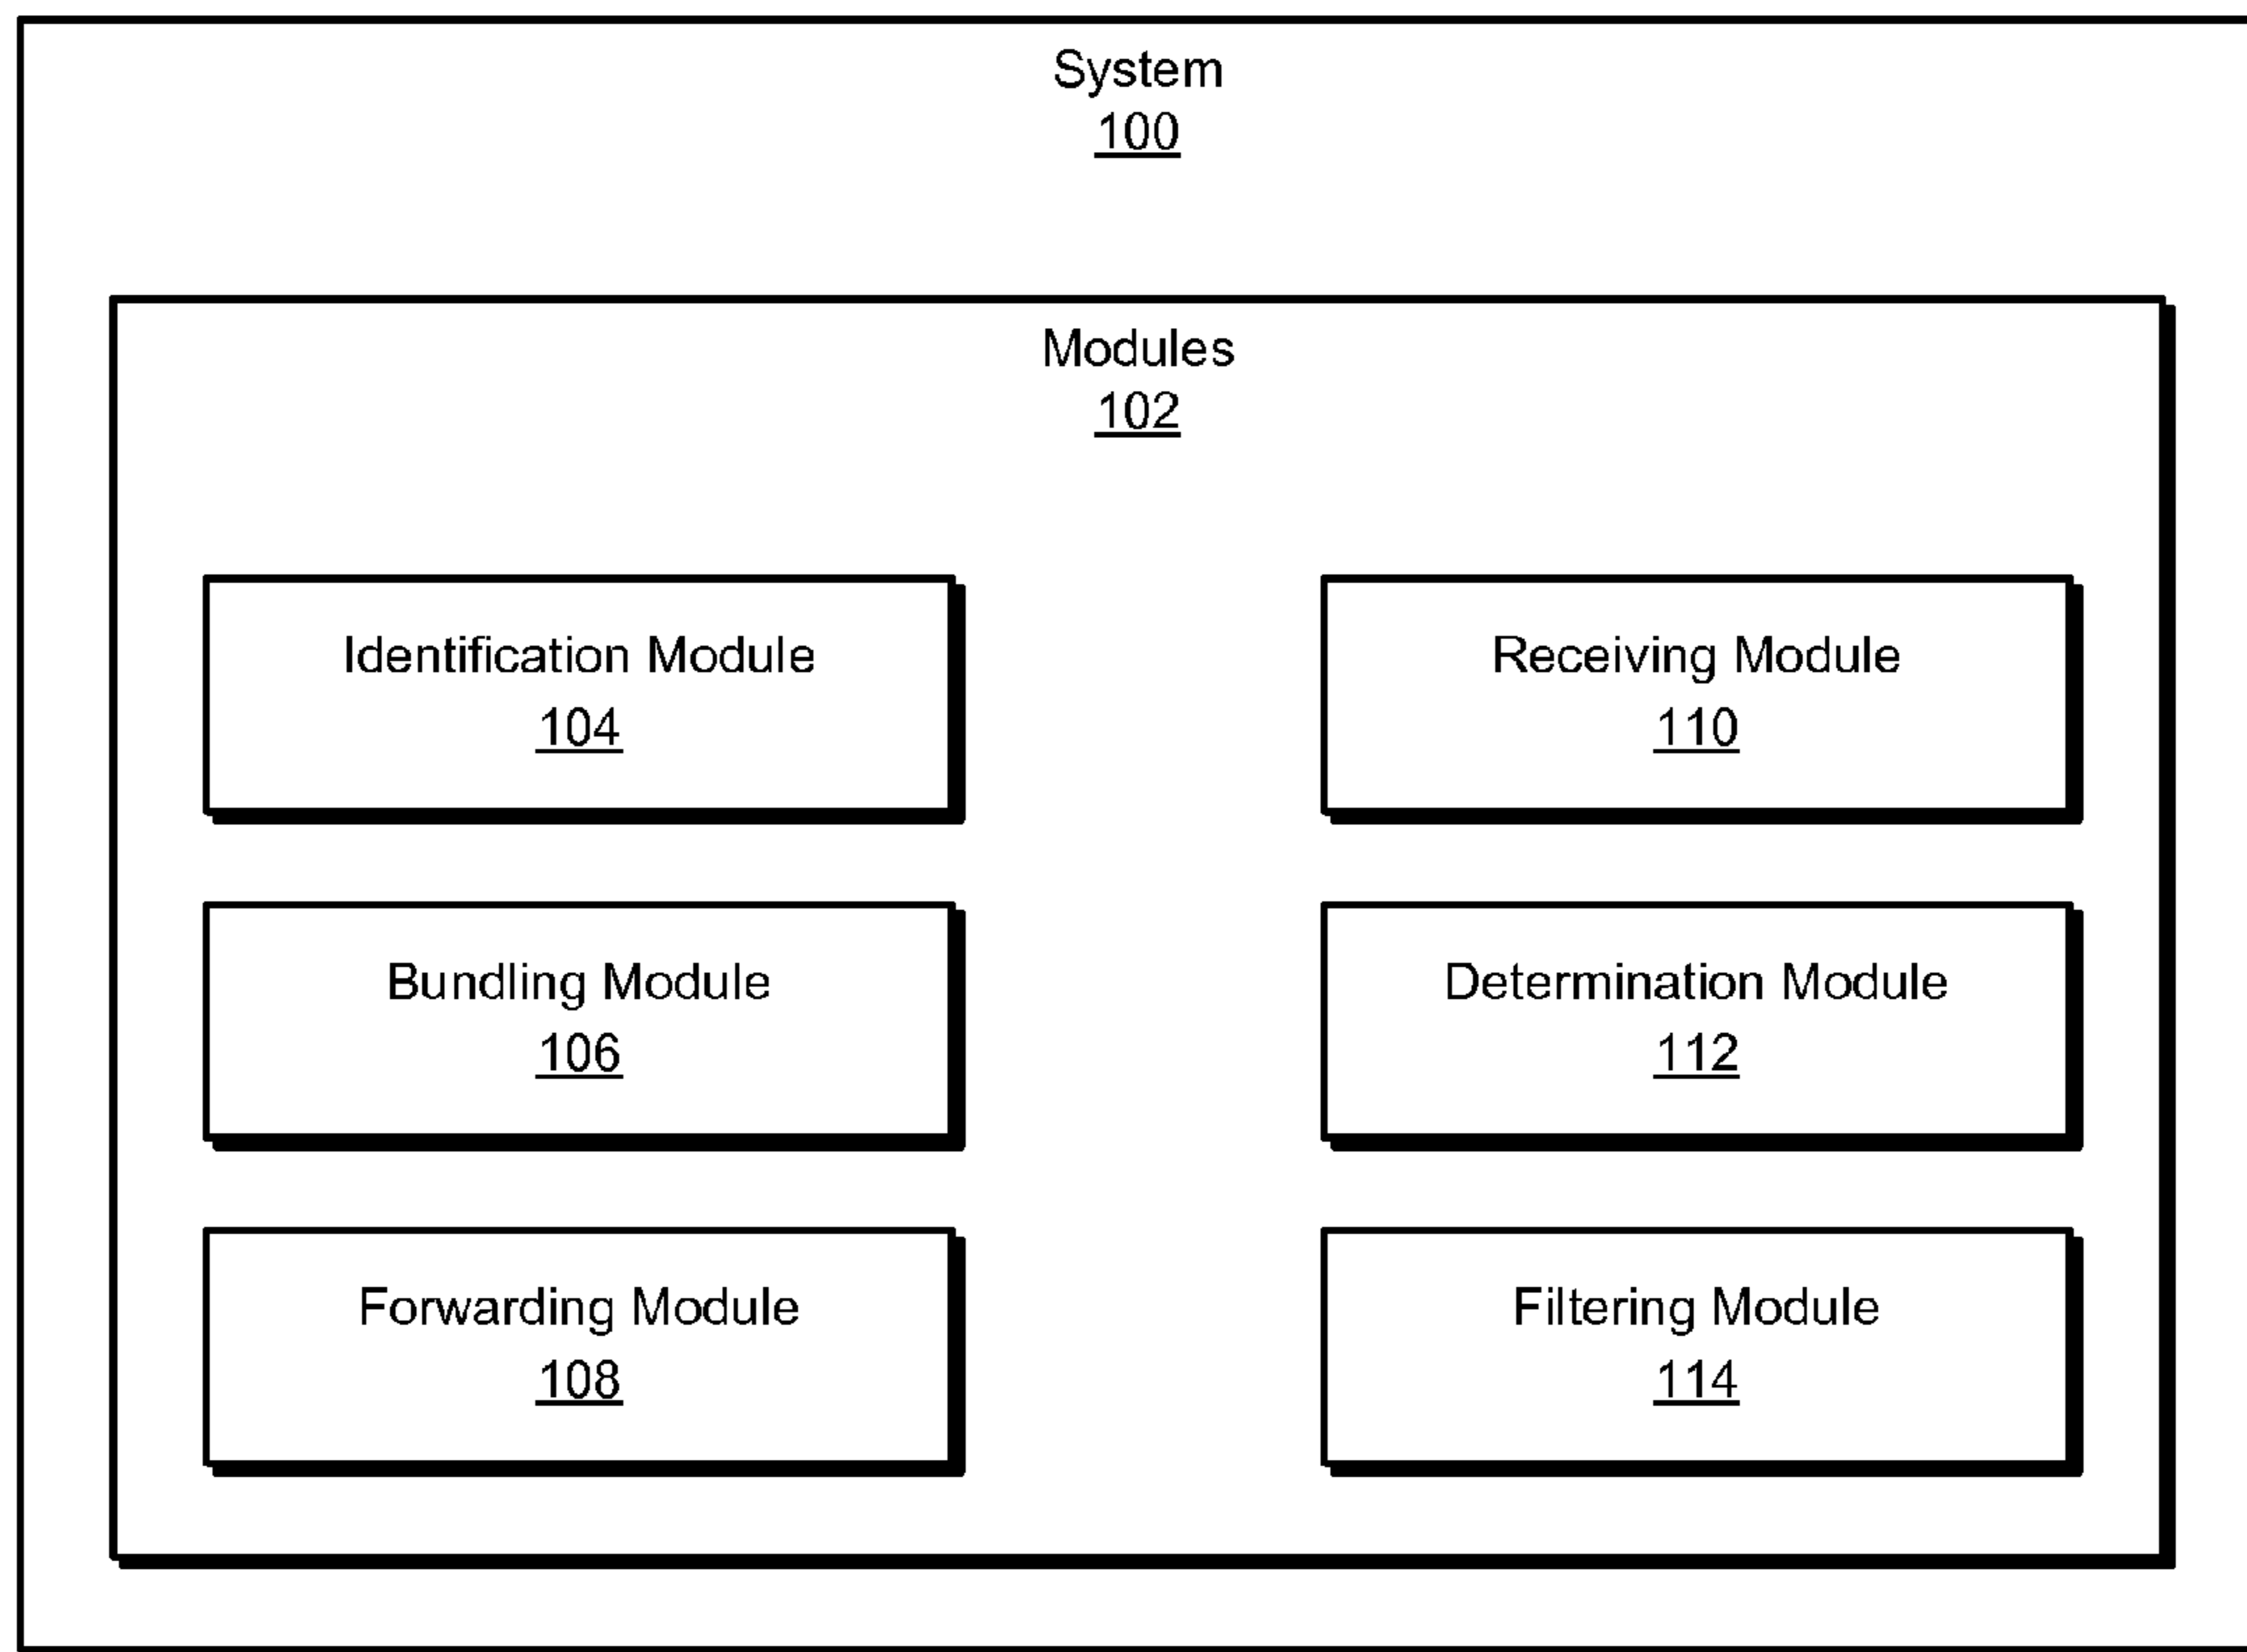 System
100
Modules
102
Identification Module
104
Receiving Module
110
Bundling Module
106
Determination Module
112
Forwarding Module
108
Filtering Module
114